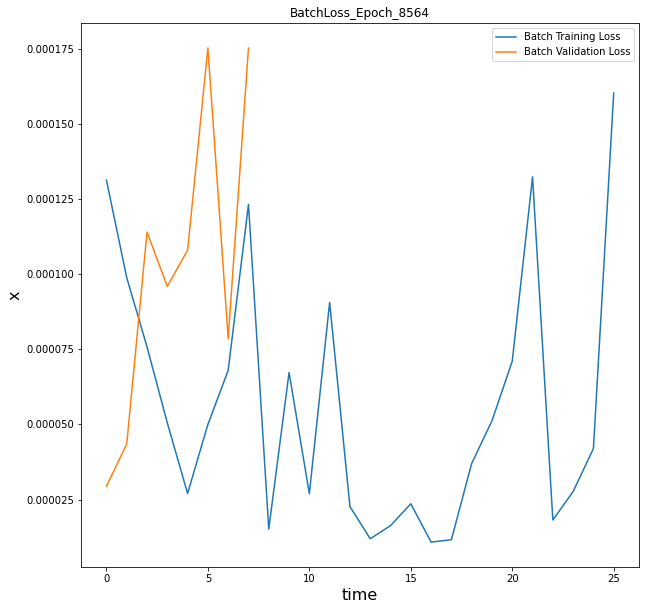 BatchLoss_Epoch_8564
Batch Training Loss
Batch Validation Loss
0.000175
0.000150
0.000125
0.000100
0.000075
0.000050
0.000025
x
0 5 10 15 20 25
time